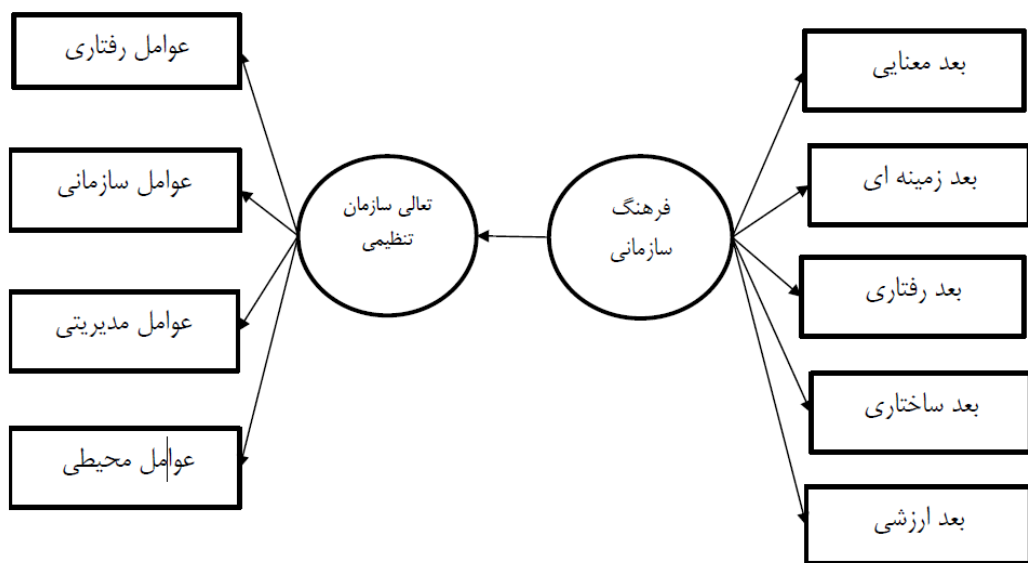 بعد معنایی
بعد زمینه ای
بعد رفتاری
بعد ساختاری
بعد ارزشی
فرهنگ
سازمانی
تعالی سازمان
تنظیمی
عوامل رفتاری
عوامل سازمانی
عوامل مدیریتی
عوامل محیطی